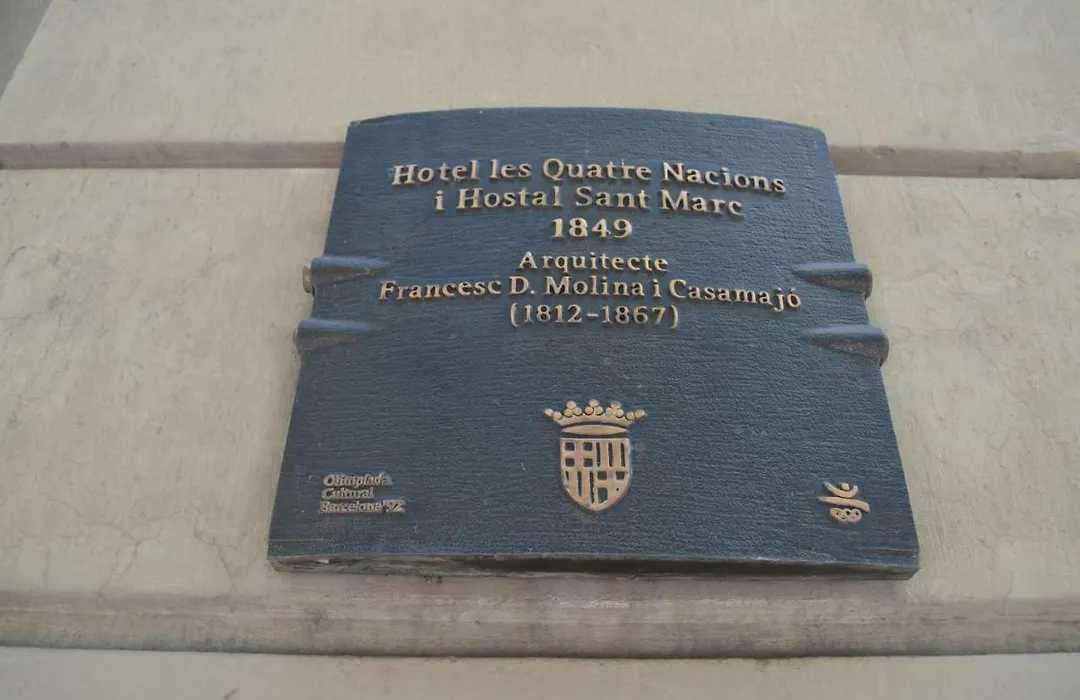 Hotel les Quatre Nacions
i Hostal Sant Marc
1849
Arquitecte
Francesc D. Molina i Casamajó
(1812-1867)
Olimpíada
Cultural
Barcelona'92